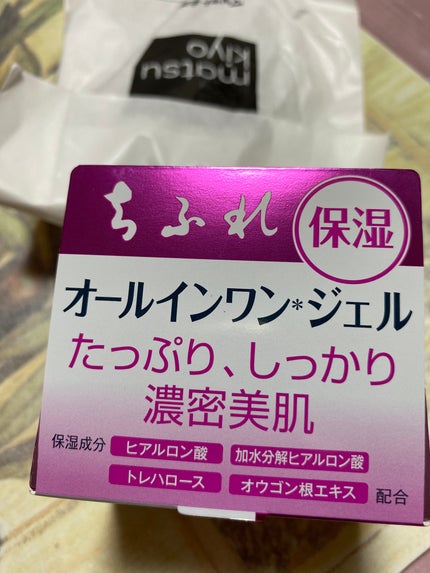 matsu
kiyo
ちふれ
保湿
オールインワン*ジェル
たっぷり、しっかり
濃密美肌
保湿成分 ヒアルロン酸 加水分解ヒアルロン酸
トレハロース オウゴン根エキス 配合